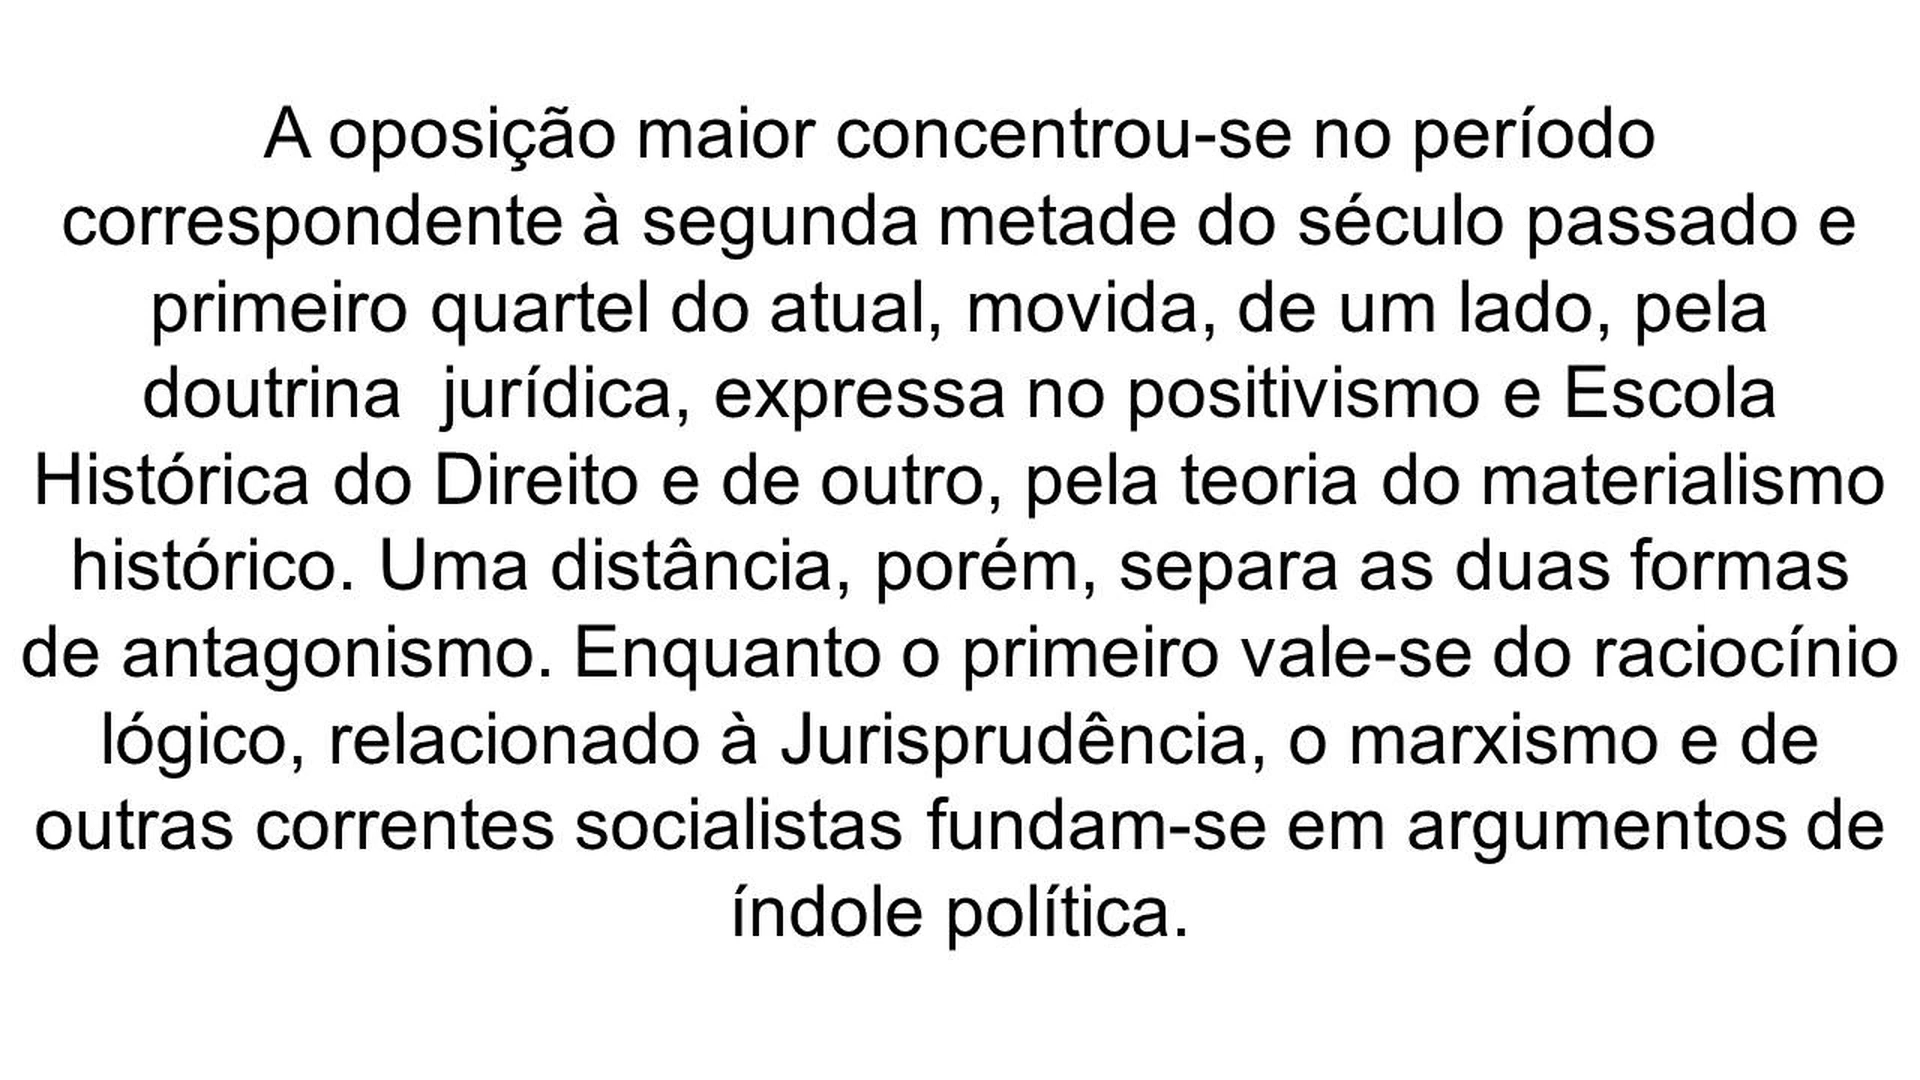 A oposição maior concentrou-se no período
correspondente à segunda metade do século passado e
primeiro quartel do atual, movida, de um lado, pela
doutrina  jurídica, expressa no positivismo e Escola
Histórica do Direito e de outro, pela teoria do materialismo
histórico. Uma distância, porém, separa as duas formas
de antagonismo. Enquanto o primeiro vale-se do raciocínio
lógico, relacionado à Jurisprudência, o marxismo e de
outras correntes socialistas fundam-se em argumentos de
índole política.